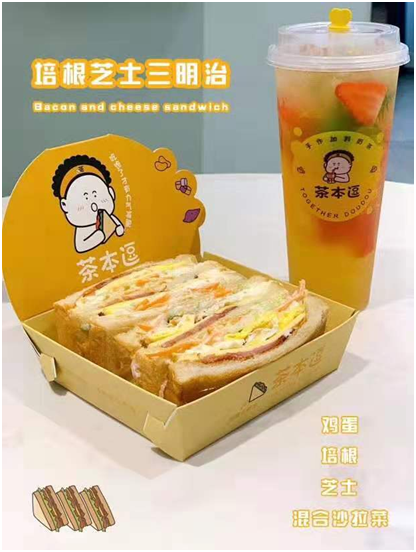 培根芝士三明治
Bacon and cheese sandwich
茶本逗
茶本逗
TOGETHER DOUDOU
茶本逗
鸡蛋
培根
芝士
混合沙拉菜